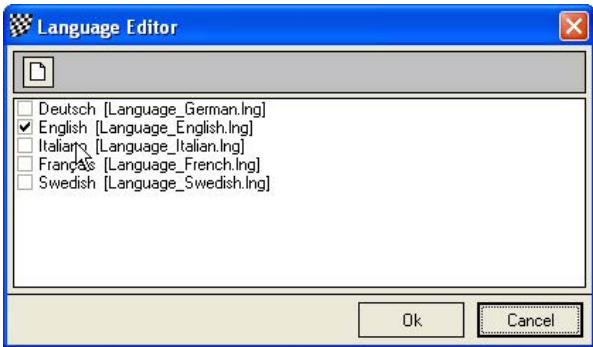 Language Editor
Deutsch [Language_German.lng]
English [Language_English.lng]
Italiano [Language_Italian.lng]
Français [Language_French.lng]
Swedish [Language_Swedish.lng]
Ok
Cancel